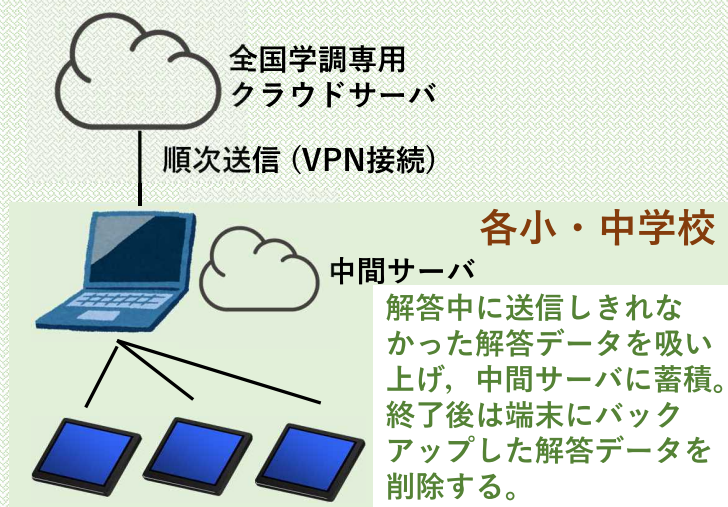 全国学調専用
クラウドサーバ
順次送信 (VPN接続)
各小・中学校
中間サーバ
解答中に送信しきれな
かった解答データを吸い
上げ，中間サーバに蓄積。
終了後は端末にバック
アップした解答データを
削除する。